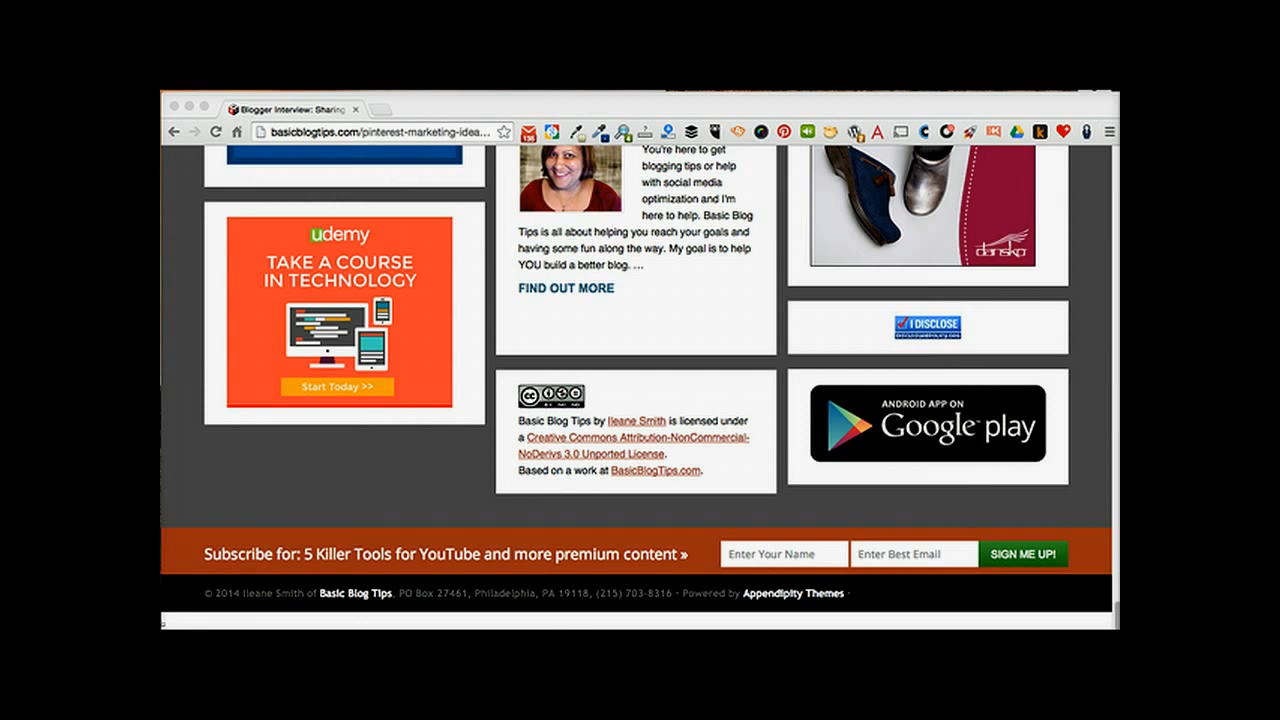 Blogger Interview: Sharing
basicblogtips.com/pinterest-marketing-idea...
udemy
TAKE A COURSE
IN TECHNOLOGY
Start Today >>
You're here to get
blogging tips or help
with social media
optimization and I'm
here to help. Basic Blog
Tips is all about helping you reach your goals and
having some fun along the way. My goal is to help
YOU build a better blog. ...
FIND OUT MORE
Basic Blog Tips by Ileane Smith is licensed under
a Creative Commons Attribution-NonCommercial-
NoDerivs 3.0 Unported License.
Based on a work at BasicBlogTips.com.
dansko
I DISCLOSE
ANDROID APP ON
Google play
Subscribe for: 5 Killer Tools for YouTube and more premium content »
Enter Your Name
Enter Best Email
SIGN ME UP!
© 2014 Ileane Smith of Basic Blog Tips, PO Box 27461, Philadelphia, PA 19118, (215) 703-8316 · Powered by Appendipity Themes ·